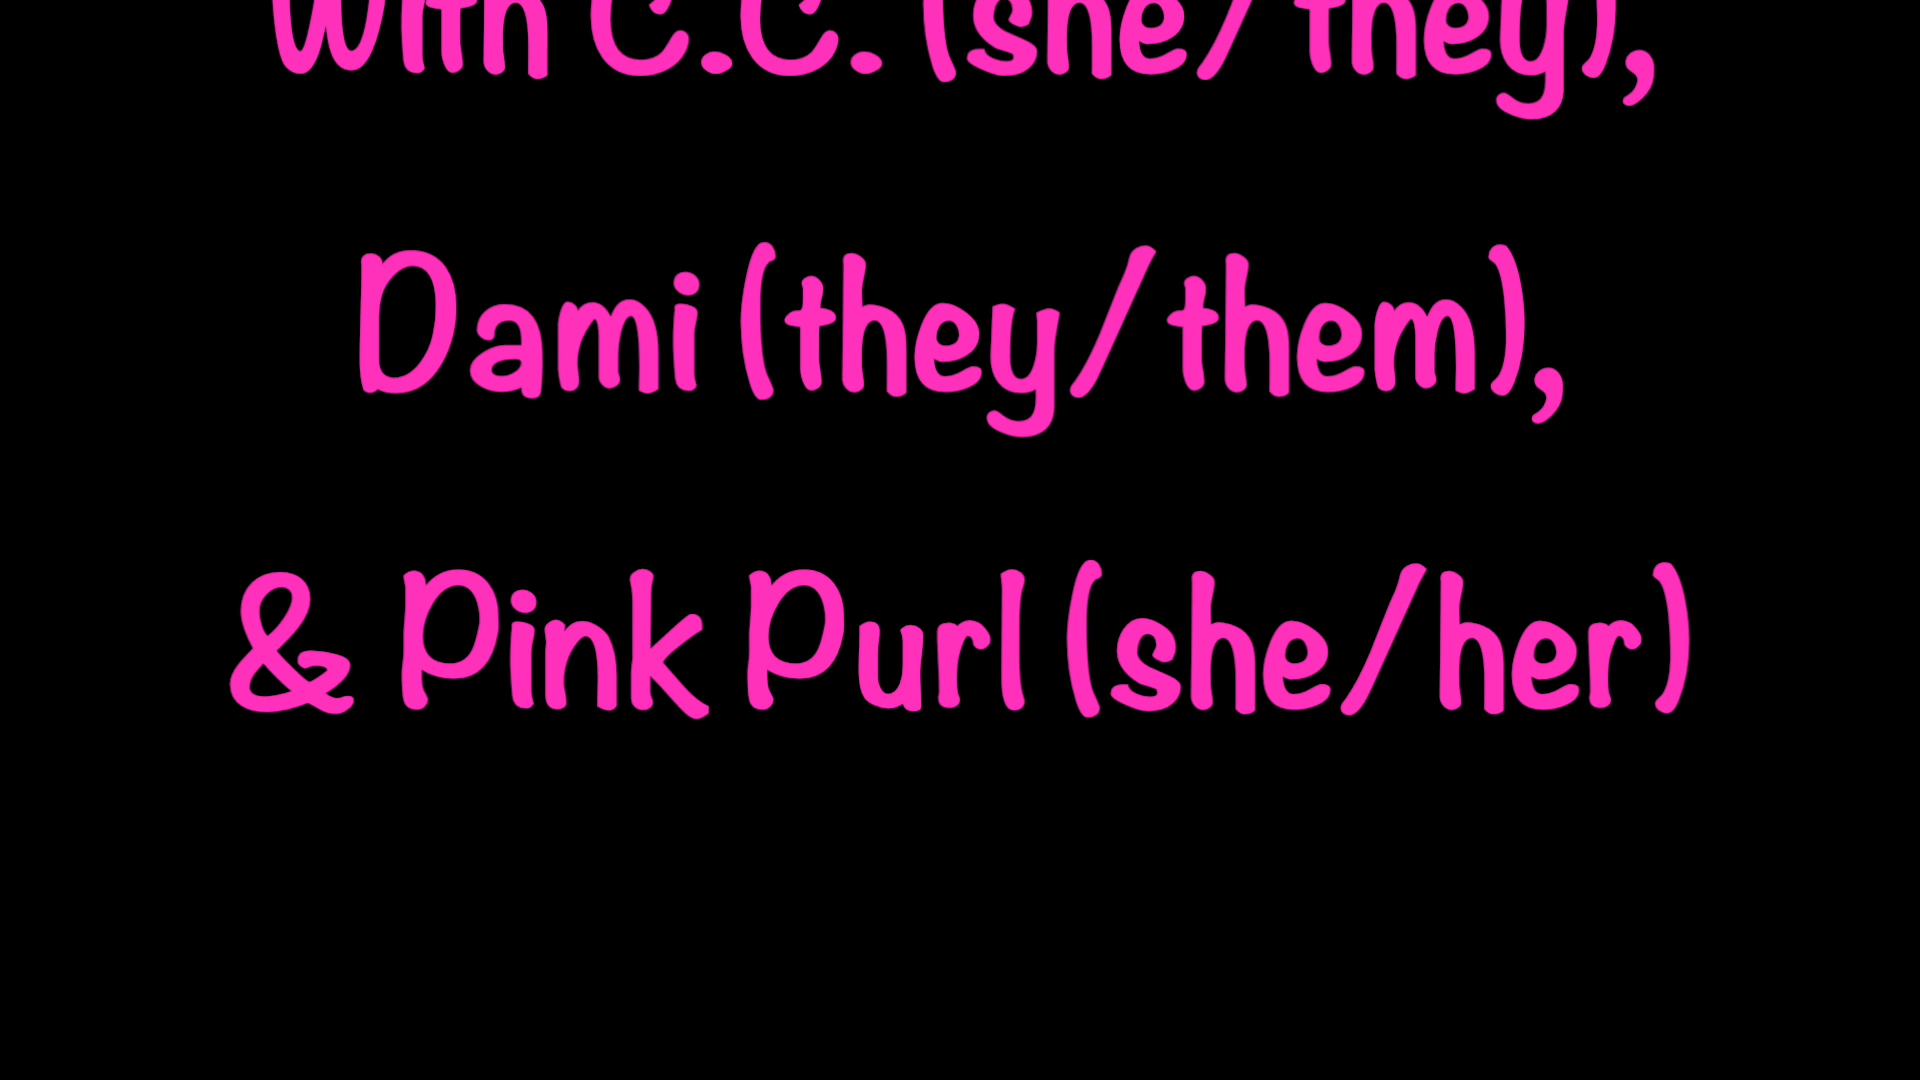 With C.C. (she/they),
Dami (they/them),
& Pink Purl (she/her)